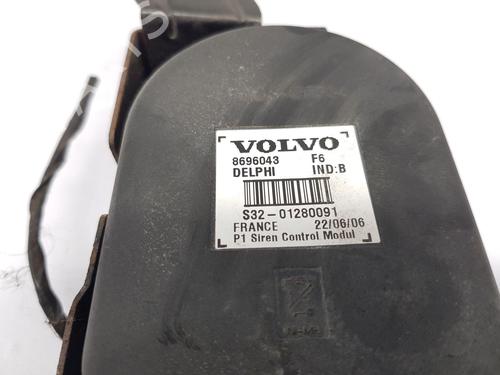 VOLVO
8696043 F6
DELPHI IND:B
S32-01280091
FRANCE 22/06/06
P1 Siren Control Modul